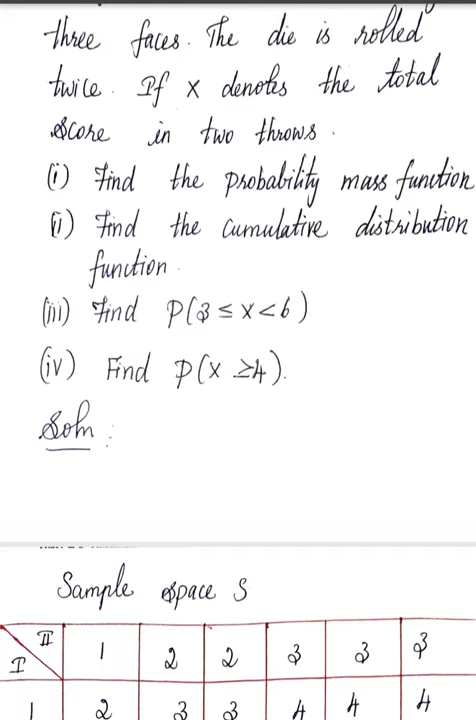 three faces. The die is rolled
twice. If x denotes the total
score in two throws.
(i) Find the probability mass function
(ii) Find the cumulative distribution
function.
(iii) Find P(3 ≤ x < 6)
(iv) Find P(x ≥ 4).
Soln :
Sample space S
II
I 1 2 2 3 3 3
1 2 3 3 4 4 4